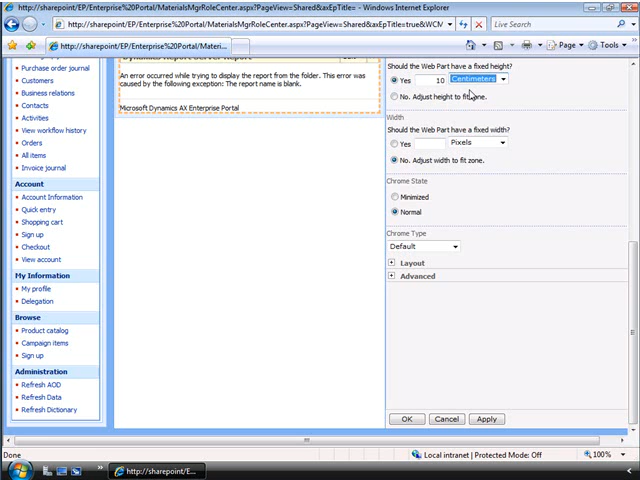 http://sharepoint/EP/Enterprise%20Portal/MaterialsMgrRoleCenter.aspx?PageView=Shared&axEpTitle= - Windows Internet Explorer
http://sharepoint/EP/Enterprise%20Portal/MaterialsMgrRoleCenter.aspx?PageView=Shared&axEpTitle=true&WCM
Live Search
http://sharepoint/EP/Enterprise%20Portal/Materi...
Page
Tools
Purchase order journal
Customers
Business relations
Contacts
Activities
View workflow history
Orders
All items
Invoice journal
Account
Account Information
Quick entry
Shopping cart
Sign up
Checkout
View account
My Information
My profile
Delegation
Browse
Product catalog
Campaign items
Sign up
Administration
Refresh AOD
Refresh Data
Refresh Dictionary
Dynamics Report Server Report
An error occurred while trying to display the report from the folder. This error was
caused by the following exception: The report name is blank.
Microsoft Dynamics AX Enterprise Portal
Should the Web Part have a fixed height?
Yes 10 Centimeters
No. Adjust height to fit zone.
Width
Should the Web Part have a fixed width?
Yes Pixels
No. Adjust width to fit zone.
Chrome State
Minimized
Normal
Chrome Type
Default
Layout
Advanced
OK Cancel Apply
Done
Local intranet | Protected Mode: Off
100%
http://sharepoint/E...